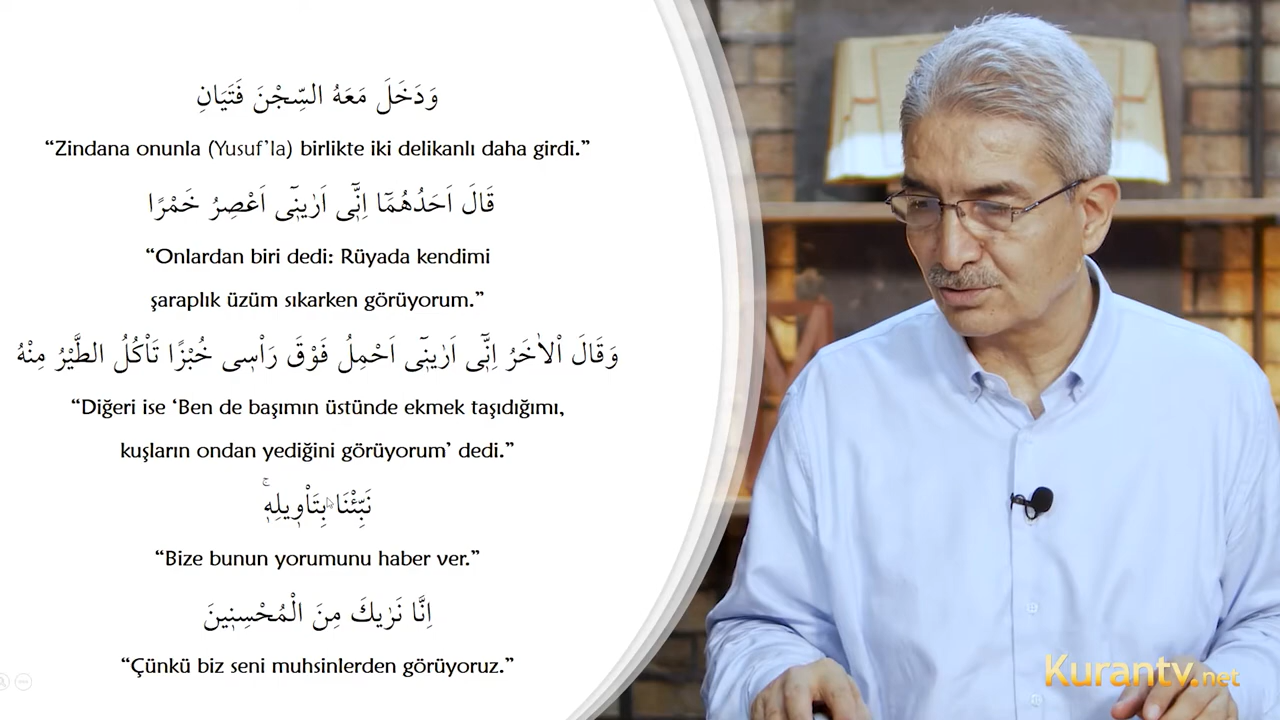 وَدَخَلَ مَعَهُ السِّجْنَ فَتَيَانِ
“Zindana onunla (Yusuf’la) birlikte iki delikanlı daha girdi.”
قَالَ اَحَدُهُمَٓا اِنّ۪ٓي اَرٰين۪ٓي اَعْصِرُ خَمْرًا
“Onlardan biri dedi: Rüyada kendimi
şaraplık üzüm sıkarken görüyorum.”
وَقَالَ الْاٰخَرُ اِنّ۪ٓي اَرٰين۪ٓي اَحْمِلُ فَوْقَ رَاْس۪ي خُبْزًا تَاْكُلُ الطَّيْرُ مِنْهُ
“Diğeri ise ‘Ben de başımın üstünde ekmek taşıdığımı,
kuşların ondan yediğini görüyorum’ dedi.”
نَبِّئْنَا بِتَاْو۪يلِه۪ۚ
“Bize bunun yorumunu haber ver.”
اِنَّا نَرٰيكَ مِنَ الْمُحْسِن۪ينَ
“Çünkü biz seni muhsinlerden görüyoruz.”
Kurantv.net